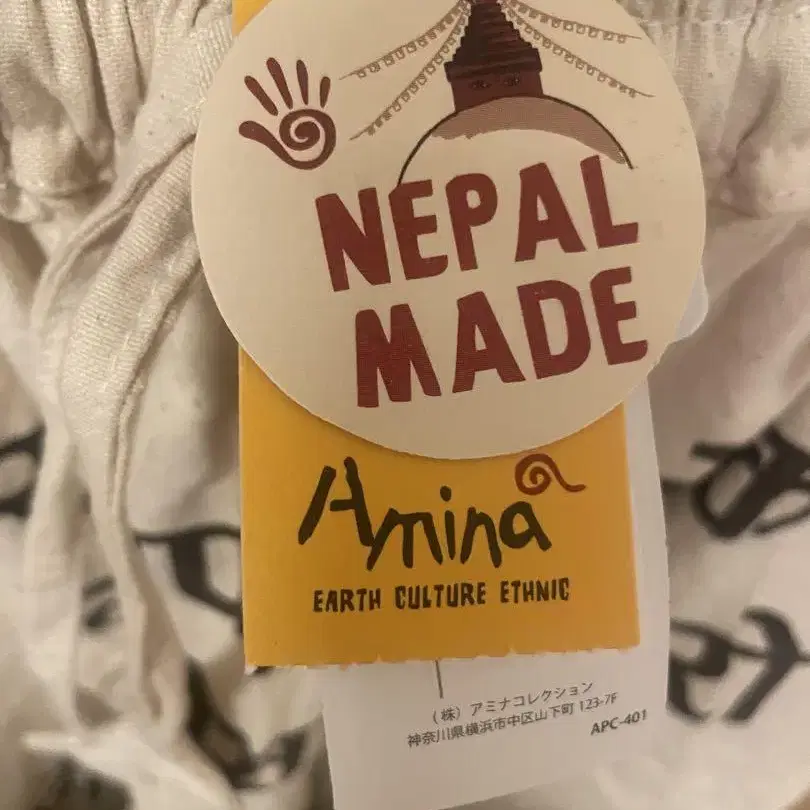 NEPAL
MADE
Amina
EARTH CULTURE ETHNIC
（株）アミナコレクション
神奈川県横浜市中区山下町 123-7F
APC-401